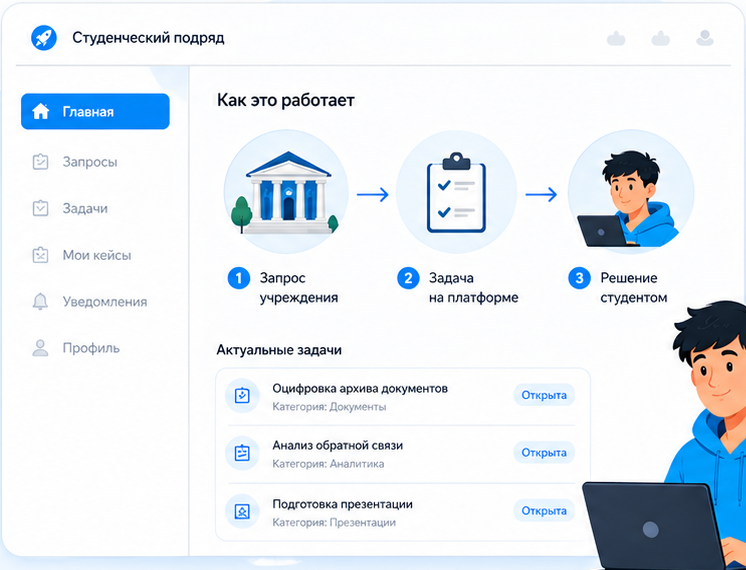 Студенческий подряд
Главная
Запросы
Задачи
Мои кейсы
Уведомления
Профиль
Как это работает
1 Запрос
учреждения
2 Задача
на платформе
3 Решение
студентом
Актуальные задачи
Оцифровка архива документов
Категория: Документы
Открыта
Анализ обратной связи
Категория: Аналитика
Открыта
Подготовка презентации
Категория: Презентации
Открыта